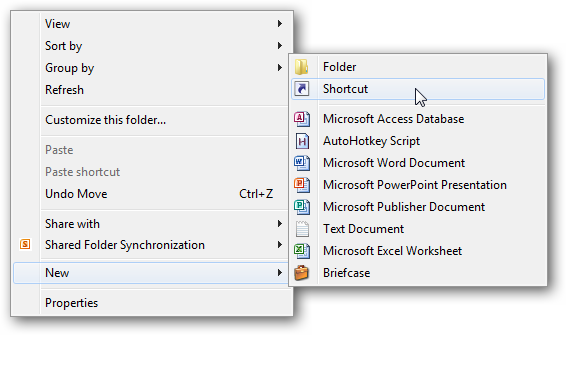 View
Sort by
Group by
Refresh
Customize this folder...
Paste
Paste shortcut
Undo Move Ctrl+Z
Share with
Shared Folder Synchronization
New
Properties
Folder
Shortcut
Microsoft Access Database
AutoHotkey Script
Microsoft Word Document
Microsoft PowerPoint Presentation
Microsoft Publisher Document
Text Document
Microsoft Excel Worksheet
Briefcase